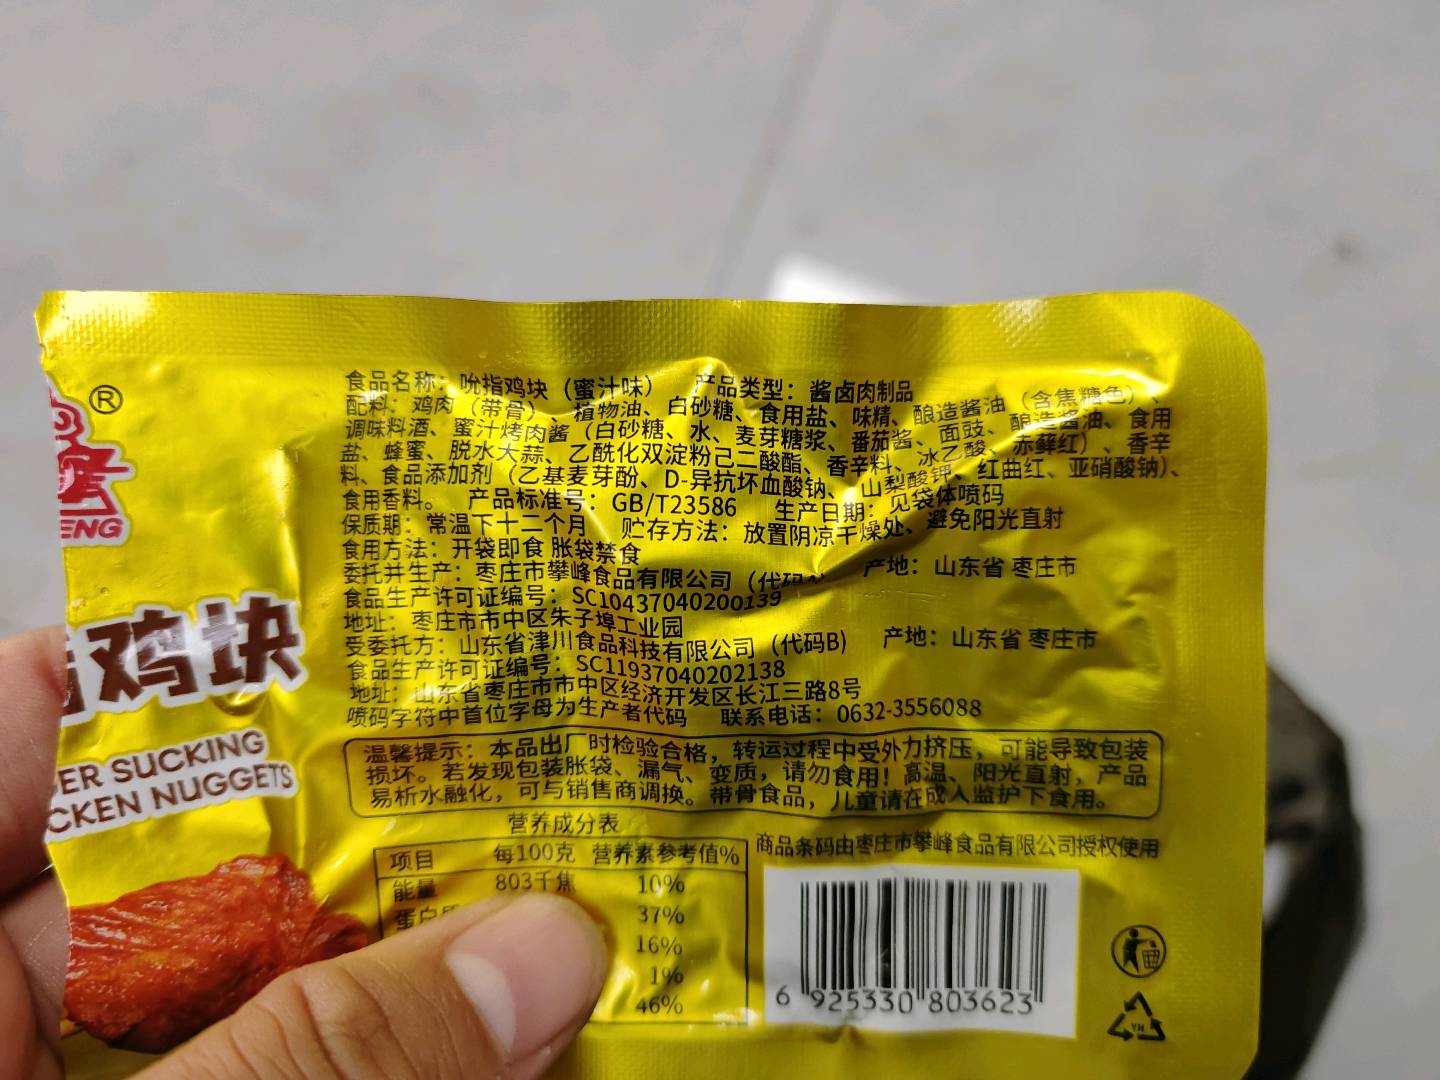 ®
ENG
鸡块
ER SUCKING
CKEN NUGGETS
食品名称：吮指鸡块（蜜汁味） 产品类型：酱卤肉制品
配料：鸡肉（带骨）、植物油、白砂糖、食用盐、味精、酿造酱油（含焦糖色）、
调味料酒、蜜汁烤肉酱（白砂糖、水、麦芽糖浆、番茄酱、面豉、酿造酱油、食用
盐、蜂蜜、脱水大蒜、乙酰化双淀粉己二酸酯、香辛料、冰乙酸、赤藓红）、香辛
料、食品添加剂（乙基麦芽酚、D-异抗坏血酸钠、山梨酸钾、红曲红、亚硝酸钠）、
食用香料。 产品标准号：GB/T23586 生产日期：见袋体喷码
保质期：常温下十二个月 贮存方法：放置阴凉干燥处、避免阳光直射
食用方法：开袋即食 胀袋禁食
委托并生产：枣庄市攀峰食品有限公司（代码 产地：山东省 枣庄市
食品生产许可证编号：SC10437040200139
地址：枣庄市市中区朱子埠工业园
受委托方：山东省津川食品科技有限公司（代码B） 产地：山东省 枣庄市
食品生产许可证编号：SC11937040202138
地址：山东省枣庄市市中区经济开发区长江三路8号
喷码字符中首位字母为生产者代码 联系电话：0632-3556088
温馨提示：本品出厂时检验合格，转运过程中受外力挤压，可能导致包装
损坏。若发现包装胀袋、漏气、变质，请勿食用！高温、阳光直射，产品
易析水融化，可与销售商调换。带骨食品，儿童请在成人监护下食用。
营养成分表
项目 每100克 营养素参考值%
能量 803千焦 10%
蛋白质 37%
16%
1%
46%
商品条码由枣庄市攀峰食品有限公司授权使用
6 925330 803623